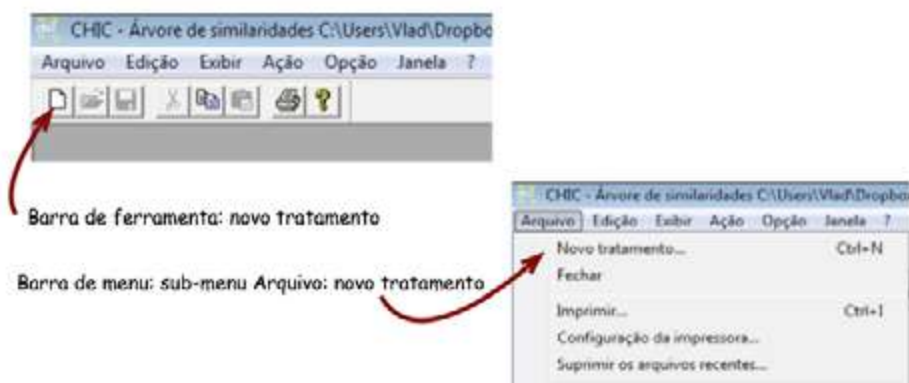 CHIC - Árvore de similaridades C:\Users\Vlad\Dropbo
Arquivo Edição Exibir Ação Opção Janela ?
Barra de ferramenta: novo tratamento
Barra de menu: sub-menu Arquivo: novo tratamento
CHIC - Árvore de similaridades C:\Users\Vlad\Dropbo
Arquivo Edição Exibir Ação Opção Janela ?
Novo tratamento... Ctrl+N
Fechar
Imprimir... Ctrl+I
Configuração da impressora...
Suprimir os arquivos recentes...